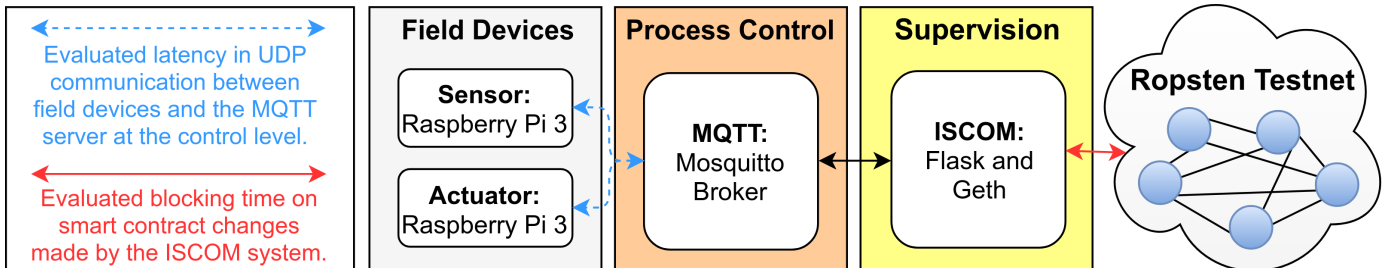 Evaluated latency in UDP
communication between
field devices and the MQTT
server at the control level.
Evaluated blocking time on
smart contract changes
made by the ISCOM system.
Field Devices
Sensor:
Raspberry Pi 3
Actuator:
Raspberry Pi 3
Process Control
MQTT:
Mosquitto
Broker
Supervision
ISCOM:
Flask and
Geth
Ropsten Testnet